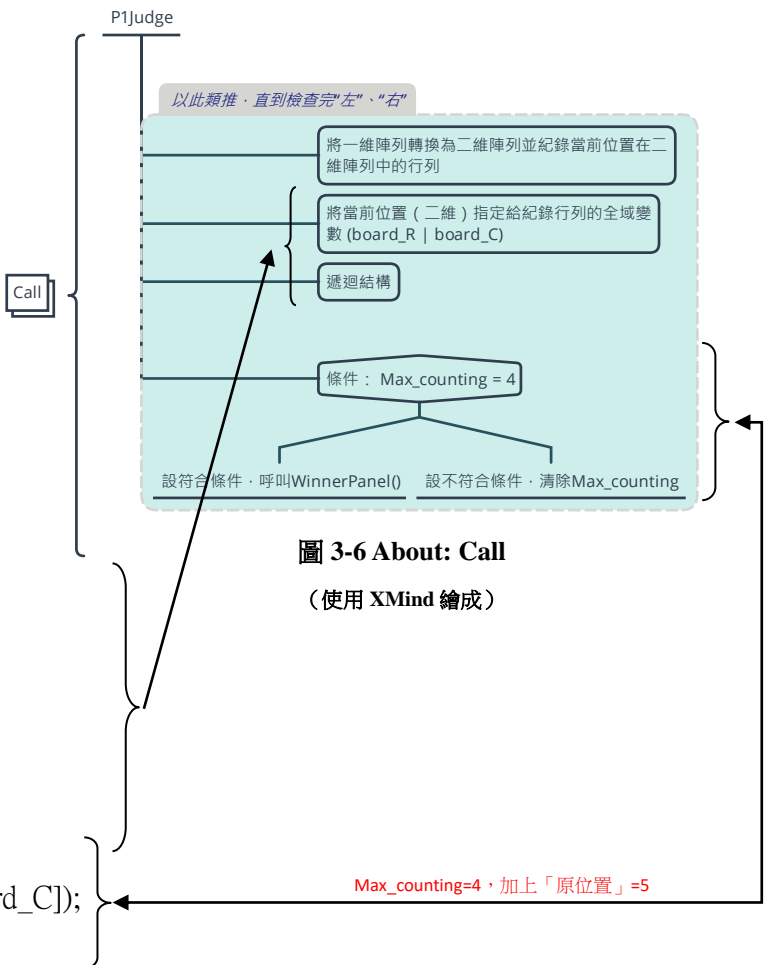 P1Judge
以此類推，直到檢查完“左”、“右”
將一維陣列轉換為二維陣列並紀錄當前位置在二
維陣列中的行列
將當前位置（二維）指定給紀錄行列的全域變
數 (board_R | board_C)
Call
遞迴結構
條件： Max_counting = 4
設符合條件，呼叫WinnerPanel()
設不符合條件，清除Max_counting
圖 3-6 About: Call
（使用 XMind 繪成）
Max_counting=4，加上「原位置」=5
rd_C]);